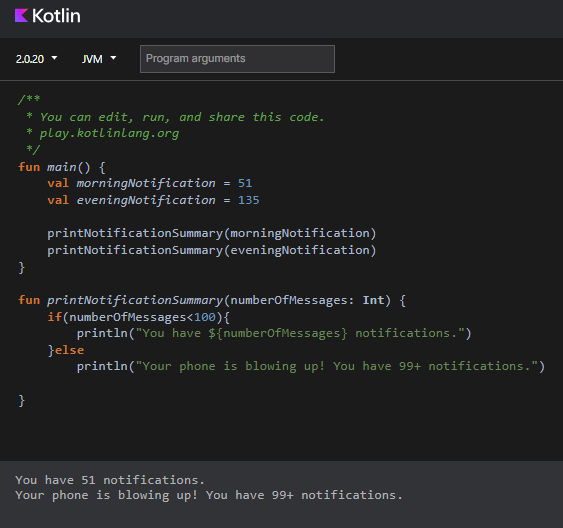 Kotlin
2.0.20 JVM Program arguments
/**
 * You can edit, run, and share this code.
 * play.kotlinlang.org
 */
fun main() {
    val morningNotification = 51
    val eveningNotification = 135

    printNotificationSummary(morningNotification)
    printNotificationSummary(eveningNotification)
}

fun printNotificationSummary(numberOfMessages: Int) {
    if(numberOfMessages<100){
        println("You have ${numberOfMessages} notifications.")
    }else
        println("Your phone is blowing up! You have 99+ notifications.")

}
You have 51 notifications.
Your phone is blowing up! You have 99+ notifications.